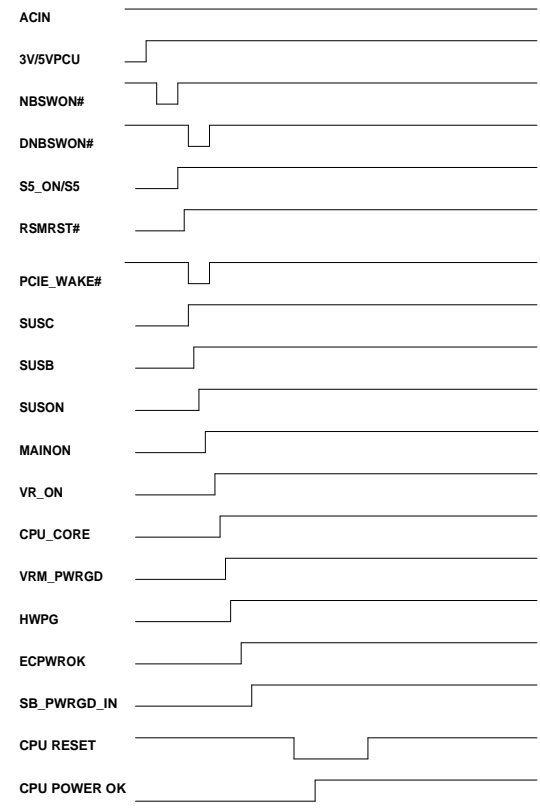 ACIN
3V/5VPCU
NBSWON#
DNBSWON#
S5_ON/S5
RSMRST#
PCIE_WAKE#
SUSC
SUSB
SUSON
MAINON
VR_ON
CPU_CORE
VRM_PWRGD
HWPG
ECPWROK
SB_PWRGD_IN
CPU RESET
CPU POWER OK